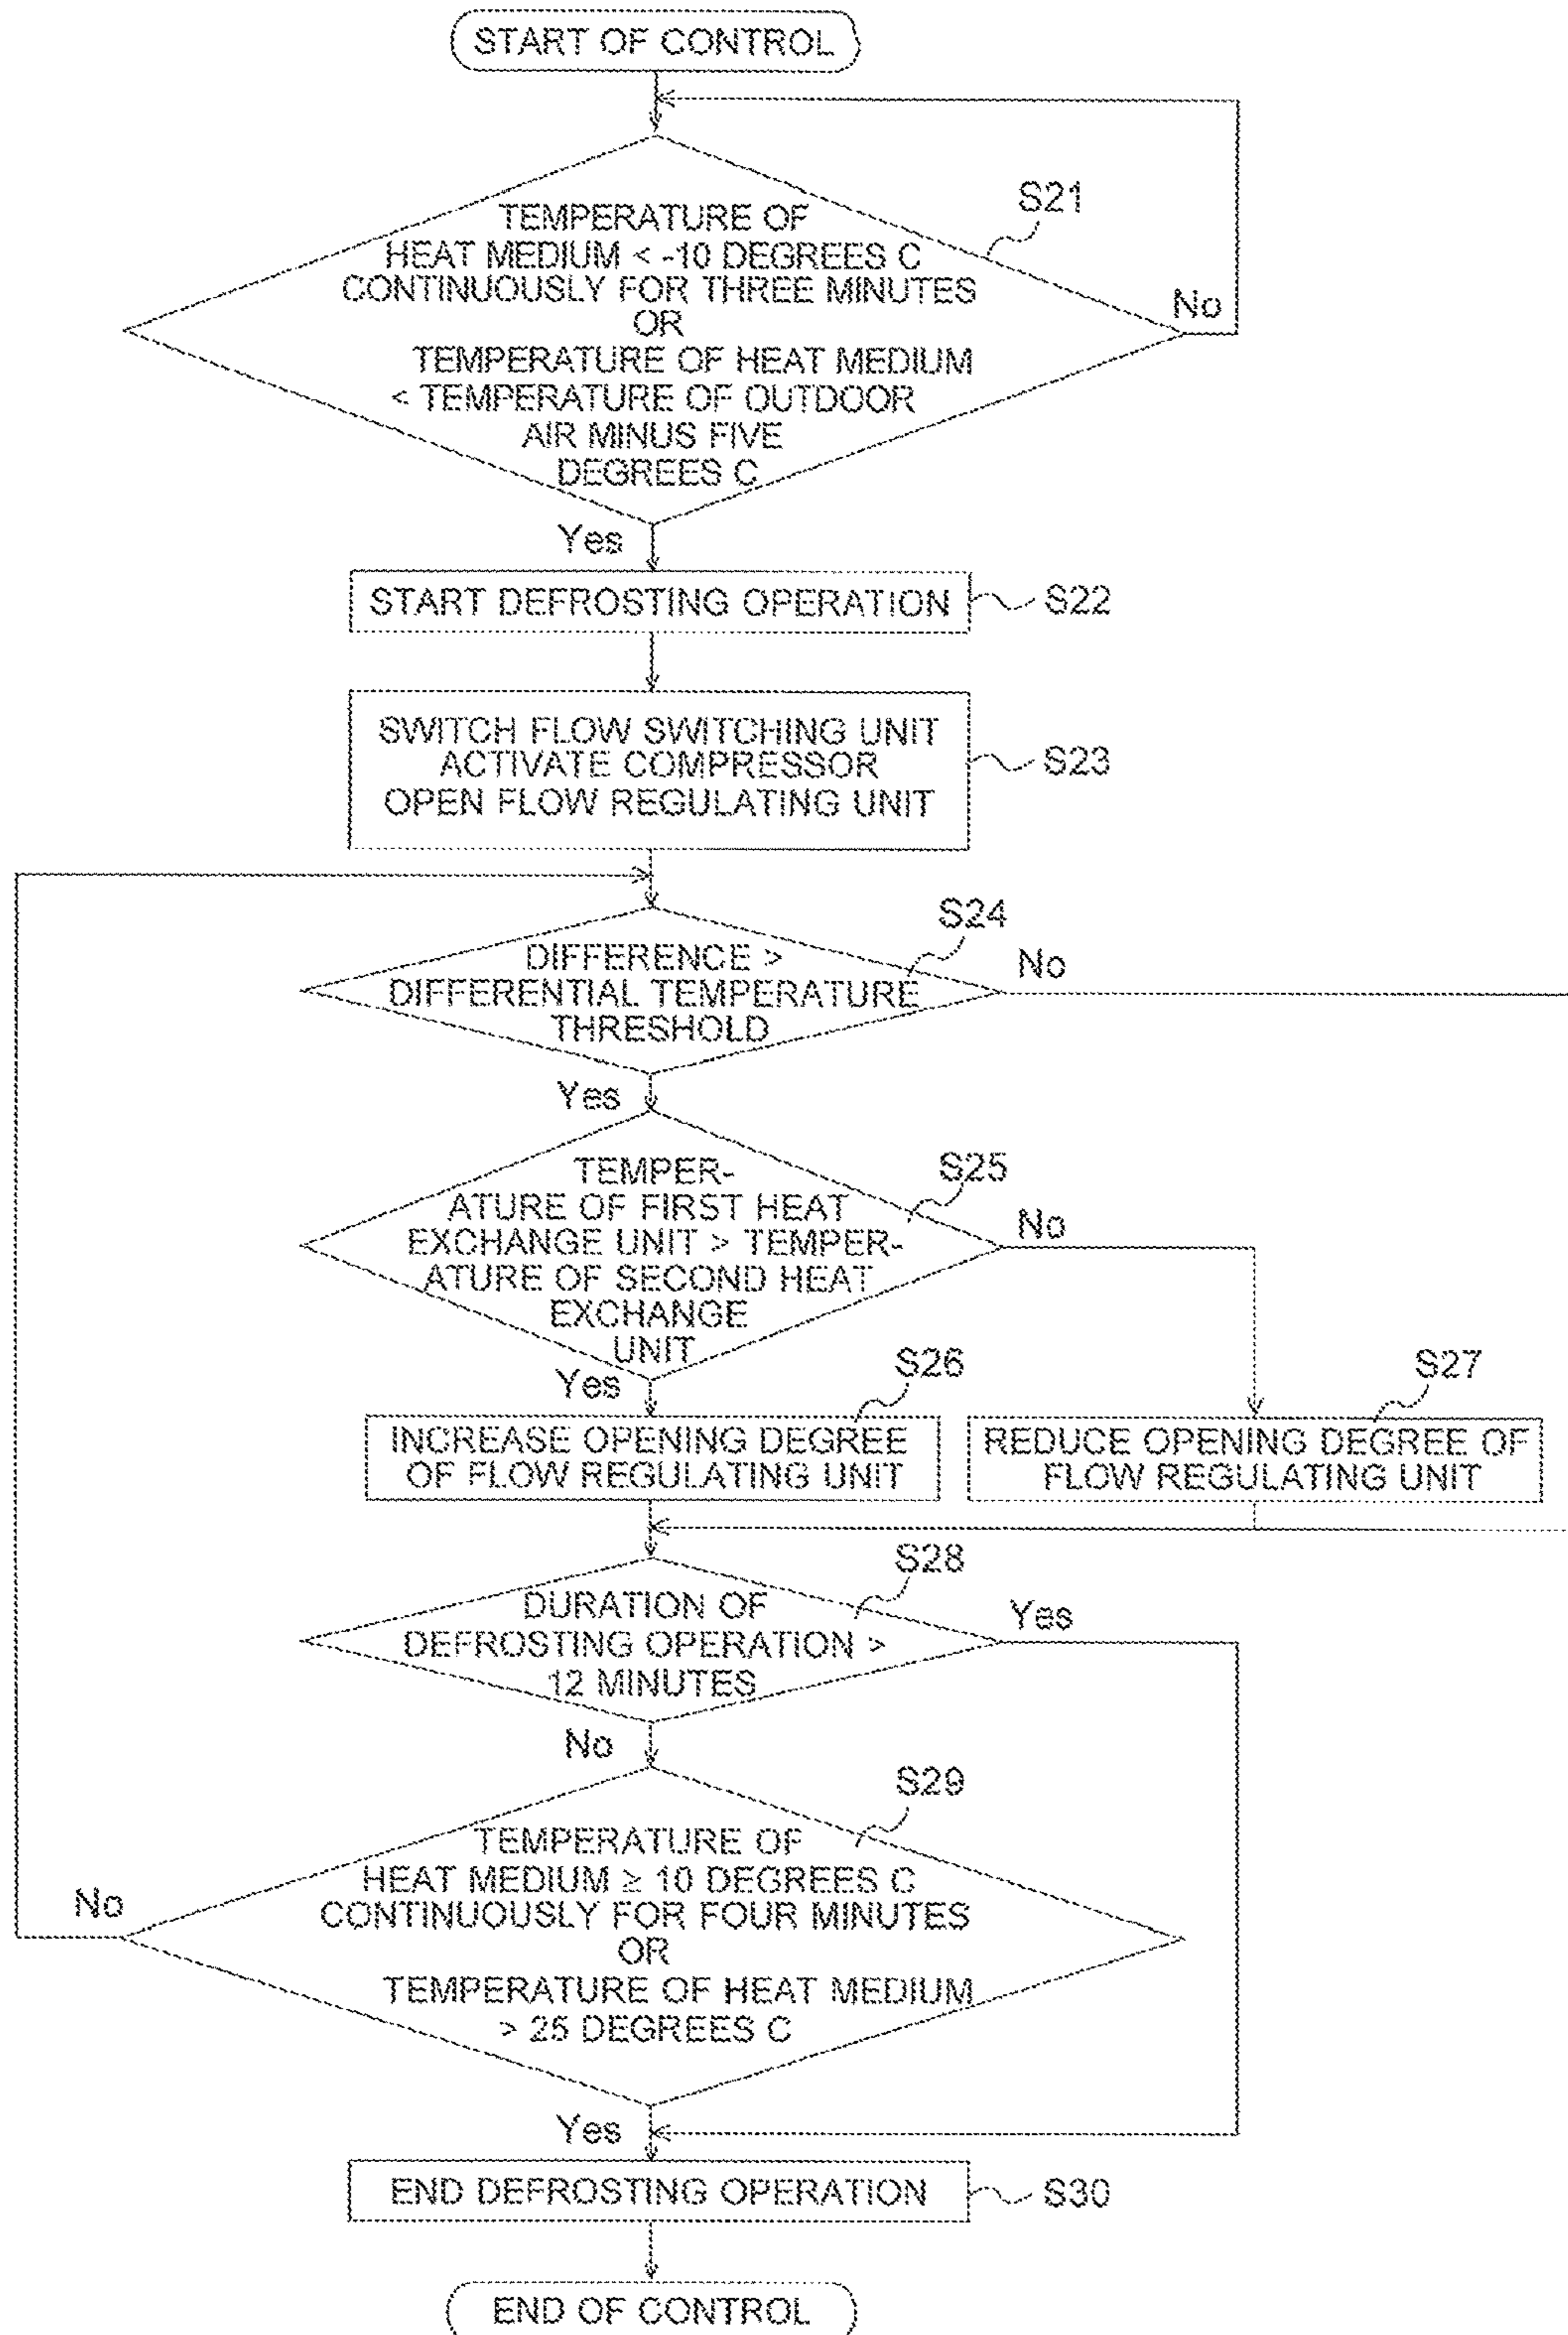 START OF CONTROL
S21
TEMPERATURE OF
HEAT MEDIUM < -10 DEGREES C
CONTINUOUSLY FOR THREE MINUTES
OR
TEMPERATURE OF HEAT MEDIUM
< TEMPERATURE OF OUTDOOR
AIR MINUS FIVE
DEGREES C
No
Yes
START DEFROSTING OPERATION
S22
SWITCH FLOW SWITCHING UNIT
ACTIVATE COMPRESSOR
OPEN FLOW REGULATING UNIT
S23
S24
DIFFERENCE >
DIFFERENTIAL TEMPERATURE
THRESHOLD
No
Yes
S25
TEMPER-
ATURE OF FIRST HEAT
EXCHANGE UNIT > TEMPER-
ATURE OF SECOND HEAT
EXCHANGE
UNIT
No
Yes
S26
INCREASE OPENING DEGREE
OF FLOW REGULATING UNIT
S27
REDUCE OPENING DEGREE OF
FLOW REGULATING UNIT
S28
DURATION OF
DEFROSTING OPERATION >
12 MINUTES
Yes
No
S29
TEMPERATURE OF
HEAT MEDIUM ≥ 10 DEGREES C
CONTINUOUSLY FOR FOUR MINUTES
OR
TEMPERATURE OF HEAT MEDIUM
> 25 DEGREES C
No
Yes
END DEFROSTING OPERATION
S30
END OF CONTROL